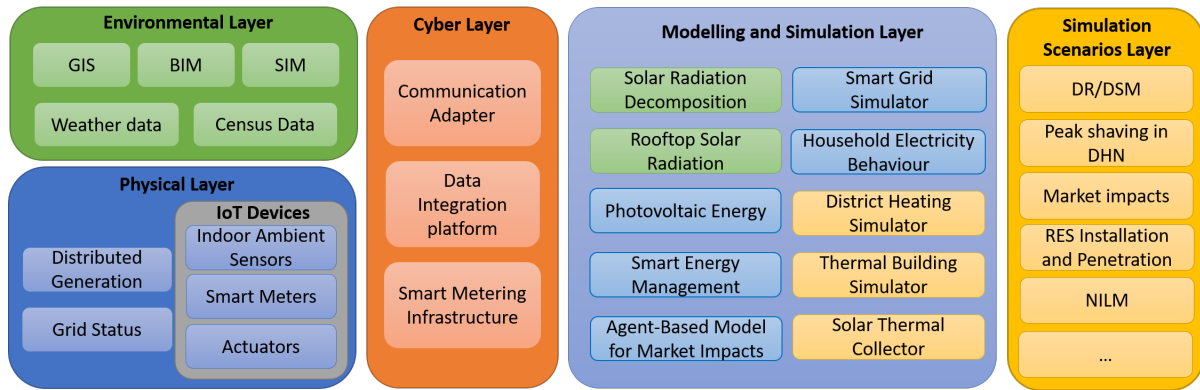 Environmental Layer
GIS
BIM
SIM
Weather data
Census Data
Physical Layer
Distributed
Generation
Grid Status
IoT Devices
Indoor Ambient
Sensors
Smart Meters
Actuators
Cyber Layer
Communication
Adapter
Data
Integration
platform
Smart Metering
Infrastructure
Modelling and Simulation Layer
Solar Radiation
Decomposition
Rooftop Solar
Radiation
Photovoltaic Energy
Smart Energy
Management
Agent-Based Model
for Market Impacts
Smart Grid
Simulator
Household Electricity
Behaviour
District Heating
Simulator
Thermal Building
Simulator
Solar Thermal
Collector
Simulation
Scenarios Layer
DR/DSM
Peak shaving in
DHN
Market impacts
RES Installation
and Penetration
NILM
...